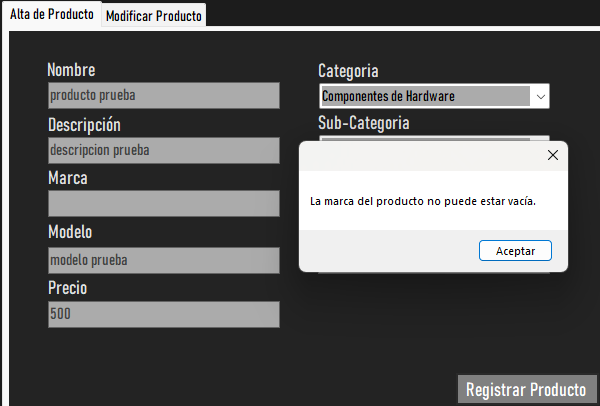 Alta de Producto
Modificar Producto
Nombre
producto prueba
Descripción
descripcion prueba
Marca
Modelo
modelo prueba
Precio
500
Categoria
Componentes de Hardware
Sub-Categoria
La marca del producto no puede estar vacía.
Aceptar
Registrar Producto